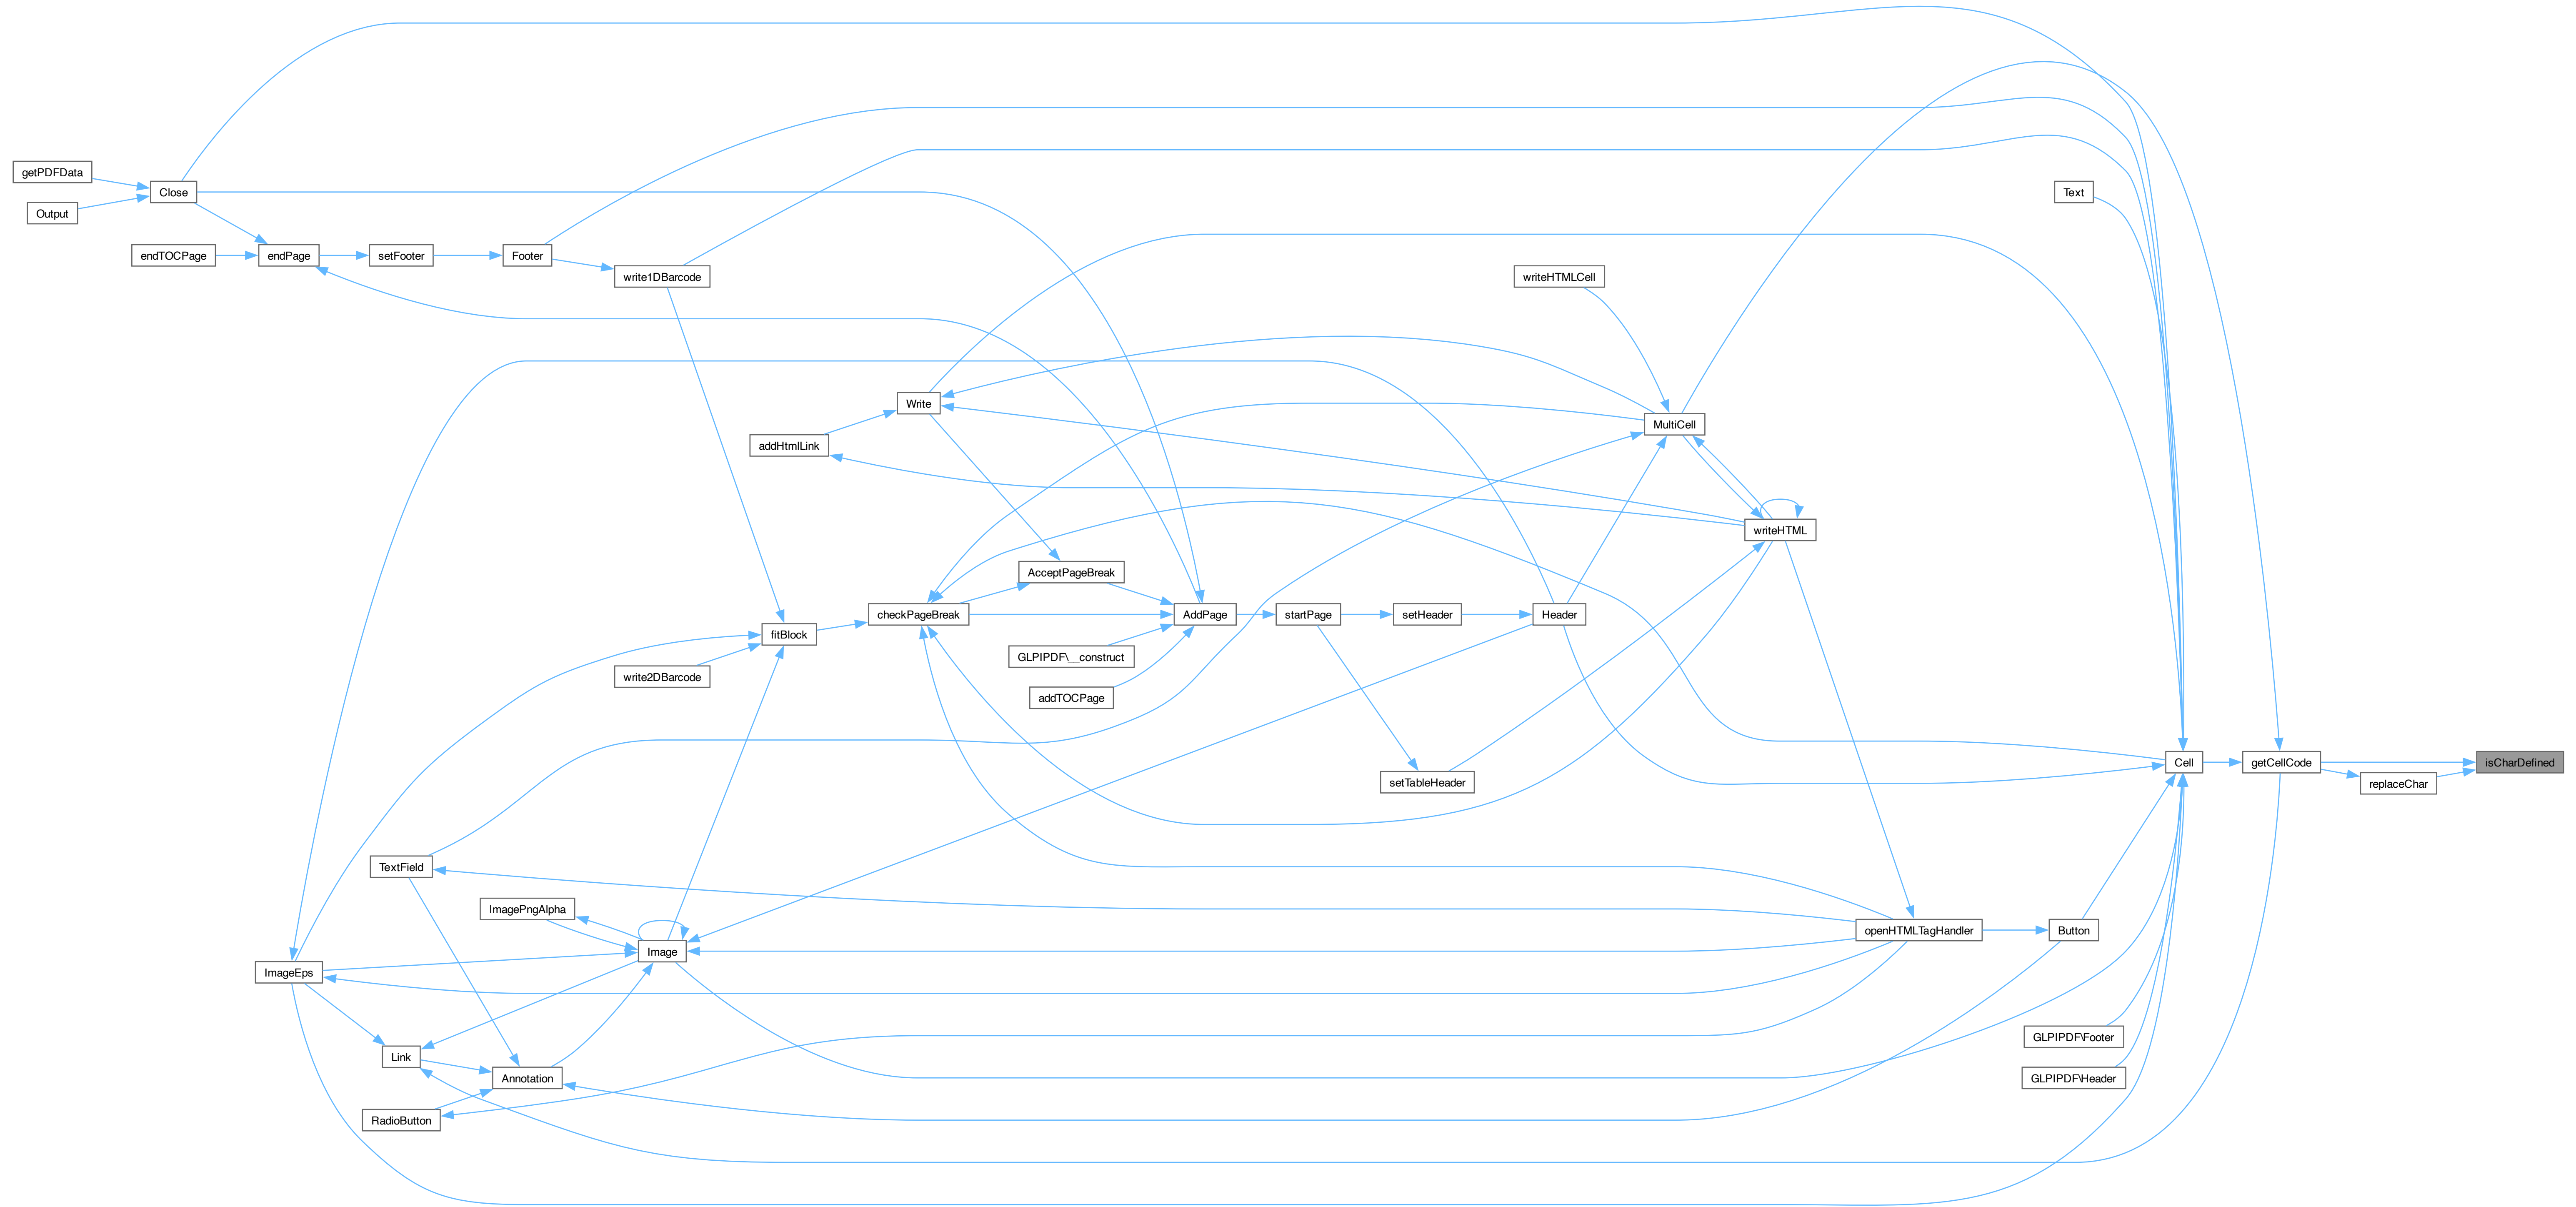 getPDFData
Close
Text
Output
endTOCPage
endPage
setFooter
Footer
write1DBarcode
writeHTMLCell
Write
MultiCell
addHtmlLink
writeHTML
AcceptPageBreak
checkPageBreak
AddPage
startPage
setHeader
Header
fitBlock
GLPIPDF\__construct
write2DBarcode
addTOCPage
Cell
getCellCode
isCharDefined
setTableHeader
replaceChar
TextField
ImagePngAlpha
openHTMLTagHandler
Button
Image
ImageEps
GLPIPDF\Footer
Link
Annotation
GLPIPDF\Header
RadioButton